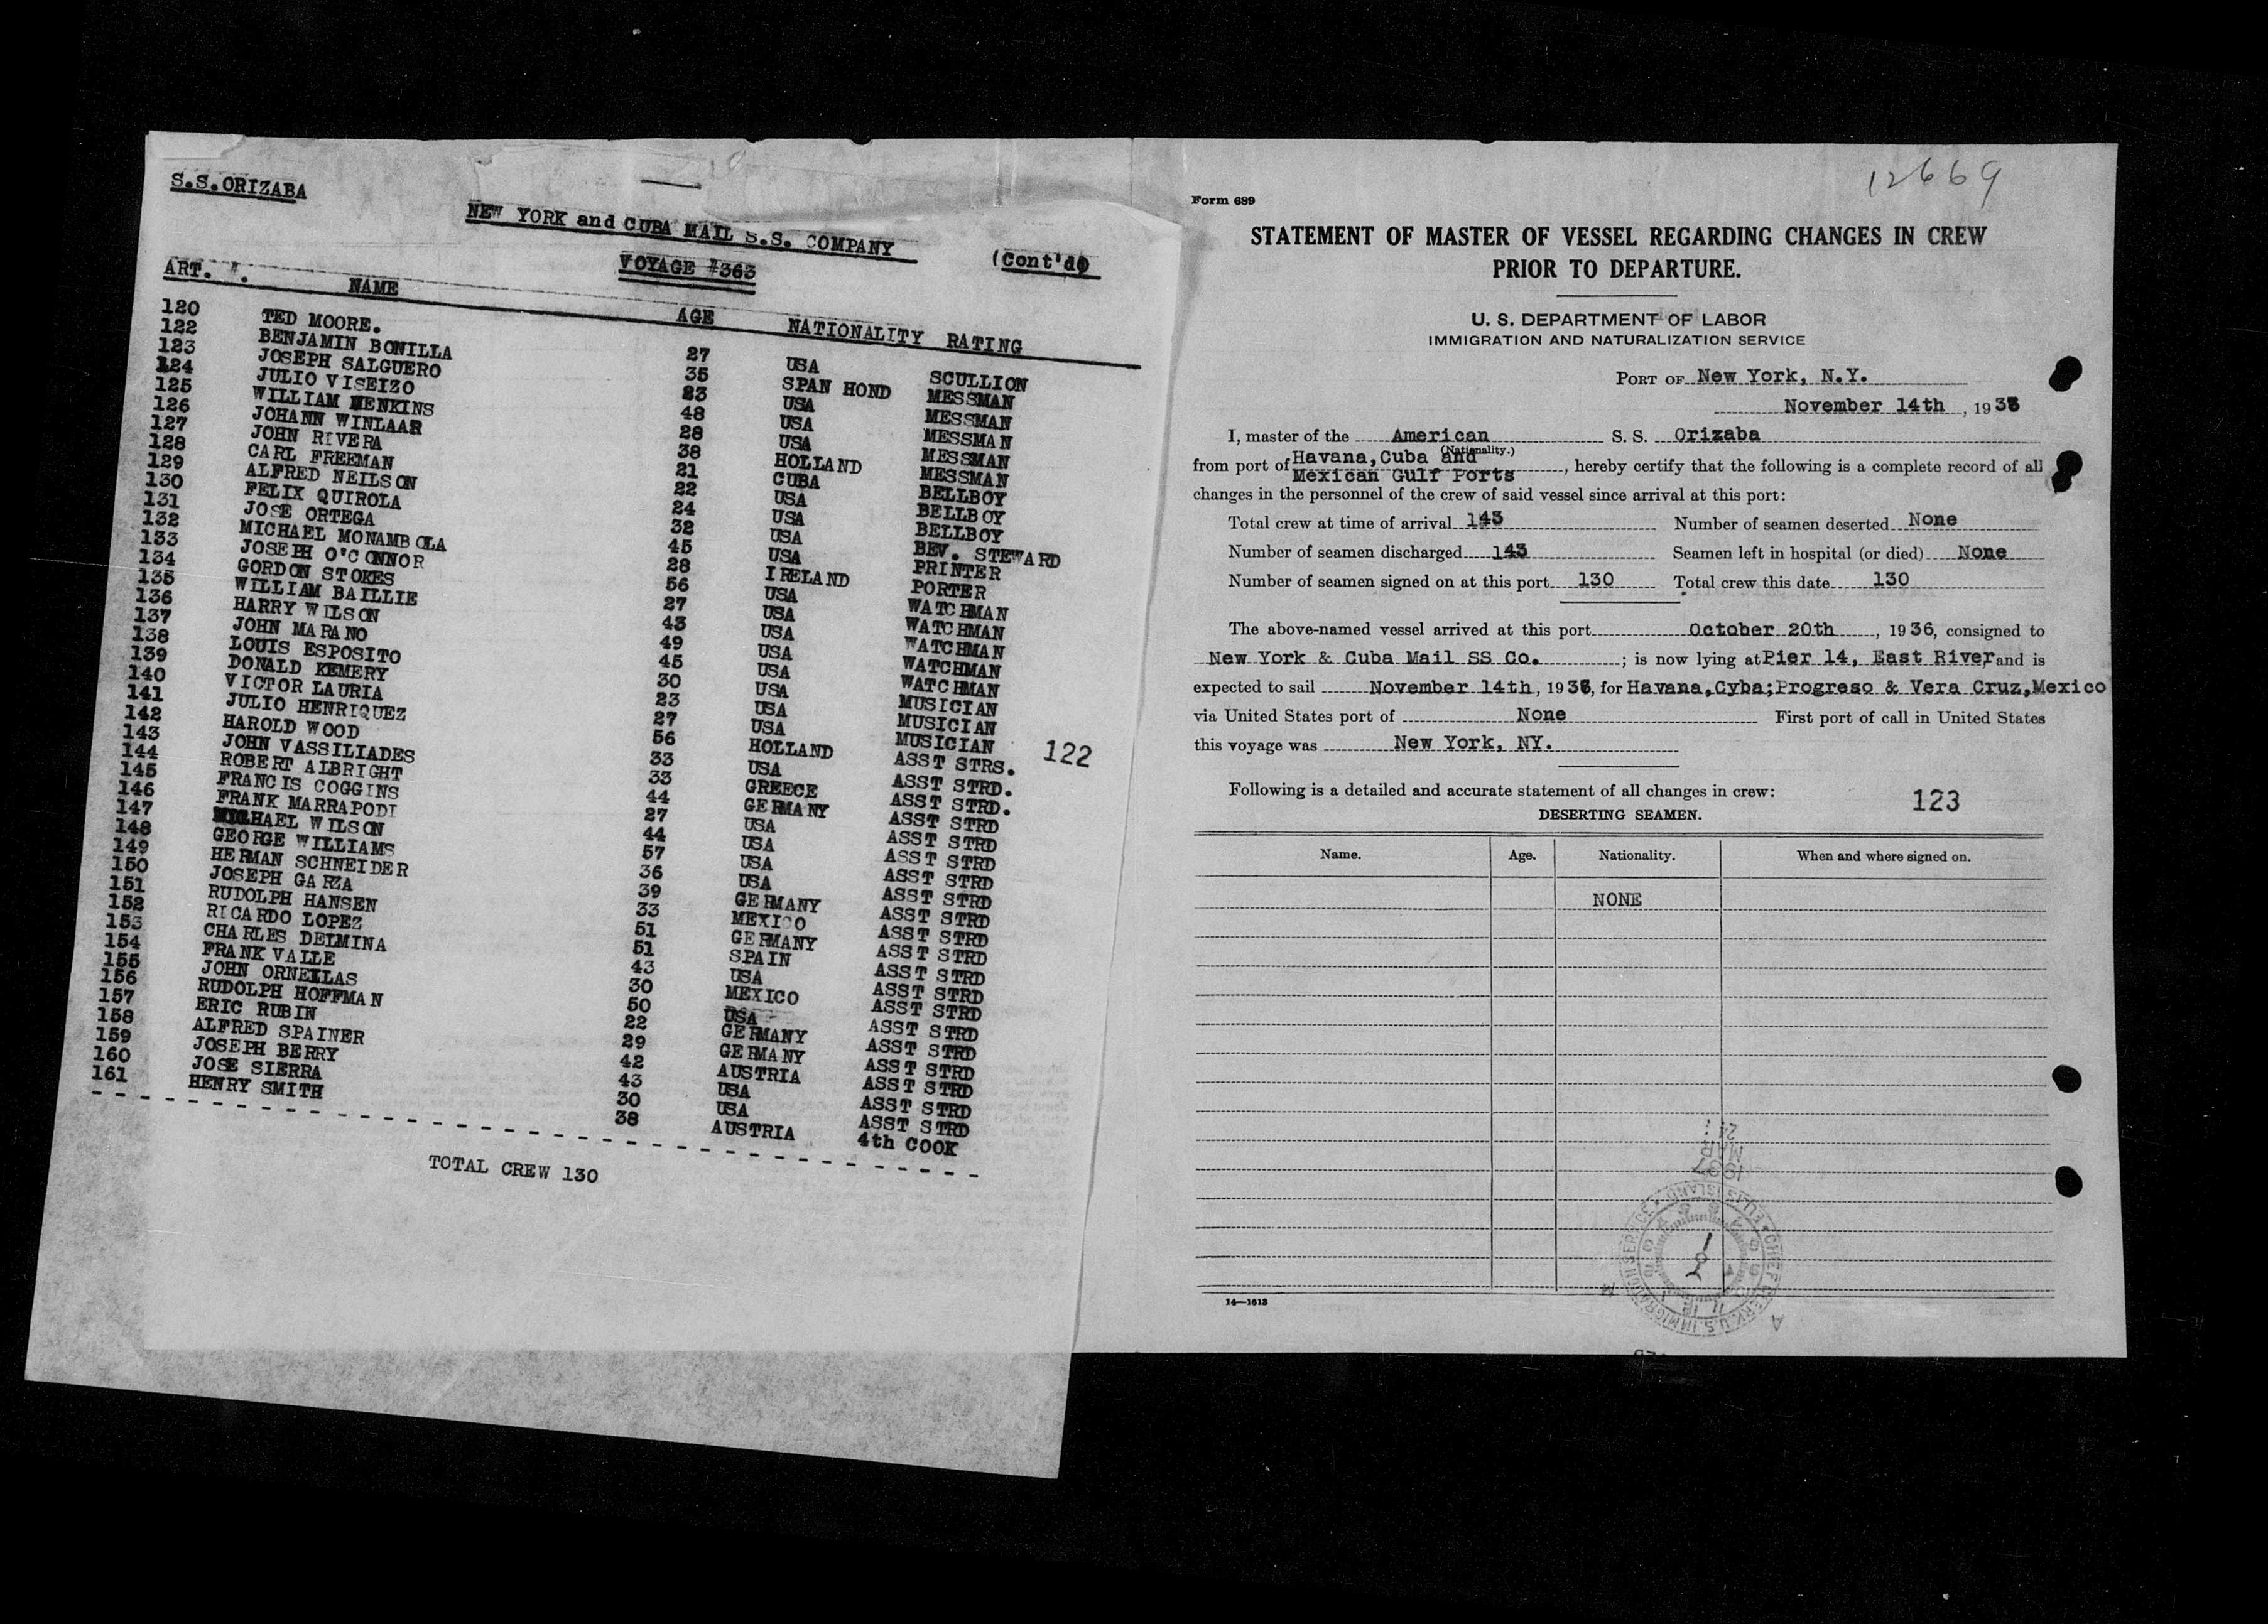 S.S.ORIZABA
NEW YORK and CUBA MAIL S.S. COMPANY
VOYAGE #363 (Cont'd)
ART. #. NAME AGE NATIONALITY RATING
120 TED MOORE. 27 USA SCULLION
122 BENJAMIN BONILLA 35 SPAN HOND MESSMAN
123 JOSEPH SALGUERO 23 USA MESSMAN
124 JULIO VISEIZO 48 USA MESSMAN
125 WILLIAM JENKINS 28 USA MESSMAN
126 JOHANN WINLAAR 38 HOLLAND MESSMAN
127 JOHN RIVERA 21 CUBA BELLBOY
128 CARL FREEMAN 22 USA BELLBOY
129 ALFRED NEILSON 24 USA BELLBOY
130 FELIX QUIROLA 32 USA BEV. STEWARD
131 JOSE ORTEGA 45 USA PRINTER
132 MICHAEL MONAMBOLA 28 IRELAND PORTER
133 JOSEPH O'CONNOR 56 USA WATCHMAN
134 GORDON STOKES 27 USA WATCHMAN
135 WILLIAM BAILLIE 43 USA WATCHMAN
136 HARRY WILSON 49 USA WATCHMAN
137 JOHN MARANO 45 USA WATCHMAN
138 LOUIS ESPOSITO 30 USA MUSICIAN
139 DONALD KEMERY 23 USA MUSICIAN
140 VICTOR LAURIA 27 USA MUSICIAN
141 JULIO HENRIQUEZ 56 HOLLAND ASST STRS.
142 HAROLD WOOD 33 USA ASST STRD.
143 JOHN VASSILIADES 33 GREECE ASST STRD.
144 ROBERT ALBRIGHT 44 GERMANY ASST STRD
145 FRANCIS COGGINS 27 USA ASST STRD
146 FRANK MARRAPODI 44 USA ASST STRD
147 MICHAEL WILSON 57 USA ASST STRD
148 GEORGE WILLIAMS 36 USA ASST STRD
149 HERMAN SCHNEIDER 39 GERMANY ASST STRD
150 JOSEPH GARZA 33 MEXICO ASST STRD
151 RUDOLPH HANSEN 51 GERMANY ASST STRD
152 RICARDO LOPEZ 51 SPAIN ASST STRD
153 CHARLES DELMINA 43 USA ASST STRD
154 FRANK VALLE 30 MEXICO ASST STRD
155 JOHN ORNELLAS 50 USA ASST STRD
156 RUDOLPH HOFFMAN 22 GERMANY ASST STRD
157 ERIC RUBIN 29 GERMANY ASST STRD
158 ALFRED SPAINER 42 AUSTRIA ASST STRD
159 JOSEPH BERRY 43 USA ASST STRD
160 JOSE SIERRA 30 USA ASST STRD
161 HENRY SMITH 38 AUSTRIA 4th COOK
TOTAL CREW 130
122
12669
Form 689
STATEMENT OF MASTER OF VESSEL REGARDING CHANGES IN CREW
PRIOR TO DEPARTURE.
U. S. DEPARTMENT OF LABOR
IMMIGRATION AND NATURALIZATION SERVICE
PORT OF New York, N.Y.
November 14th, 1936
I, master of the American S. S. Orizaba
(Nationality.)
from port of Havana,Cuba and Mexican Gulf Ports, hereby certify that the following is a complete record of all
changes in the personnel of the crew of said vessel since arrival at this port:
Total crew at time of arrival 143 Number of seamen deserted None
Number of seamen discharged 143 Seamen left in hospital (or died) None
Number of seamen signed on at this port 130 Total crew this date 130
The above-named vessel arrived at this port October 20th, 1936, consigned to
New York & Cuba Mail SS Co. ; is now lying at Pier 14, East River, and is
expected to sail November 14th, 1936, for Havana,Cyba;Progreso & Vera Cruz,Mexico
via United States port of None First port of call in United States
this voyage was New York, NY.
Following is a detailed and accurate statement of all changes in crew:
123
DESERTING SEAMEN.
Name. Age. Nationality. When and where signed on.
NONE
1937
MAR
CHIEF CLERK U.S. IMMIGRATION SERVICE ELLIS ISLAND
14—1613